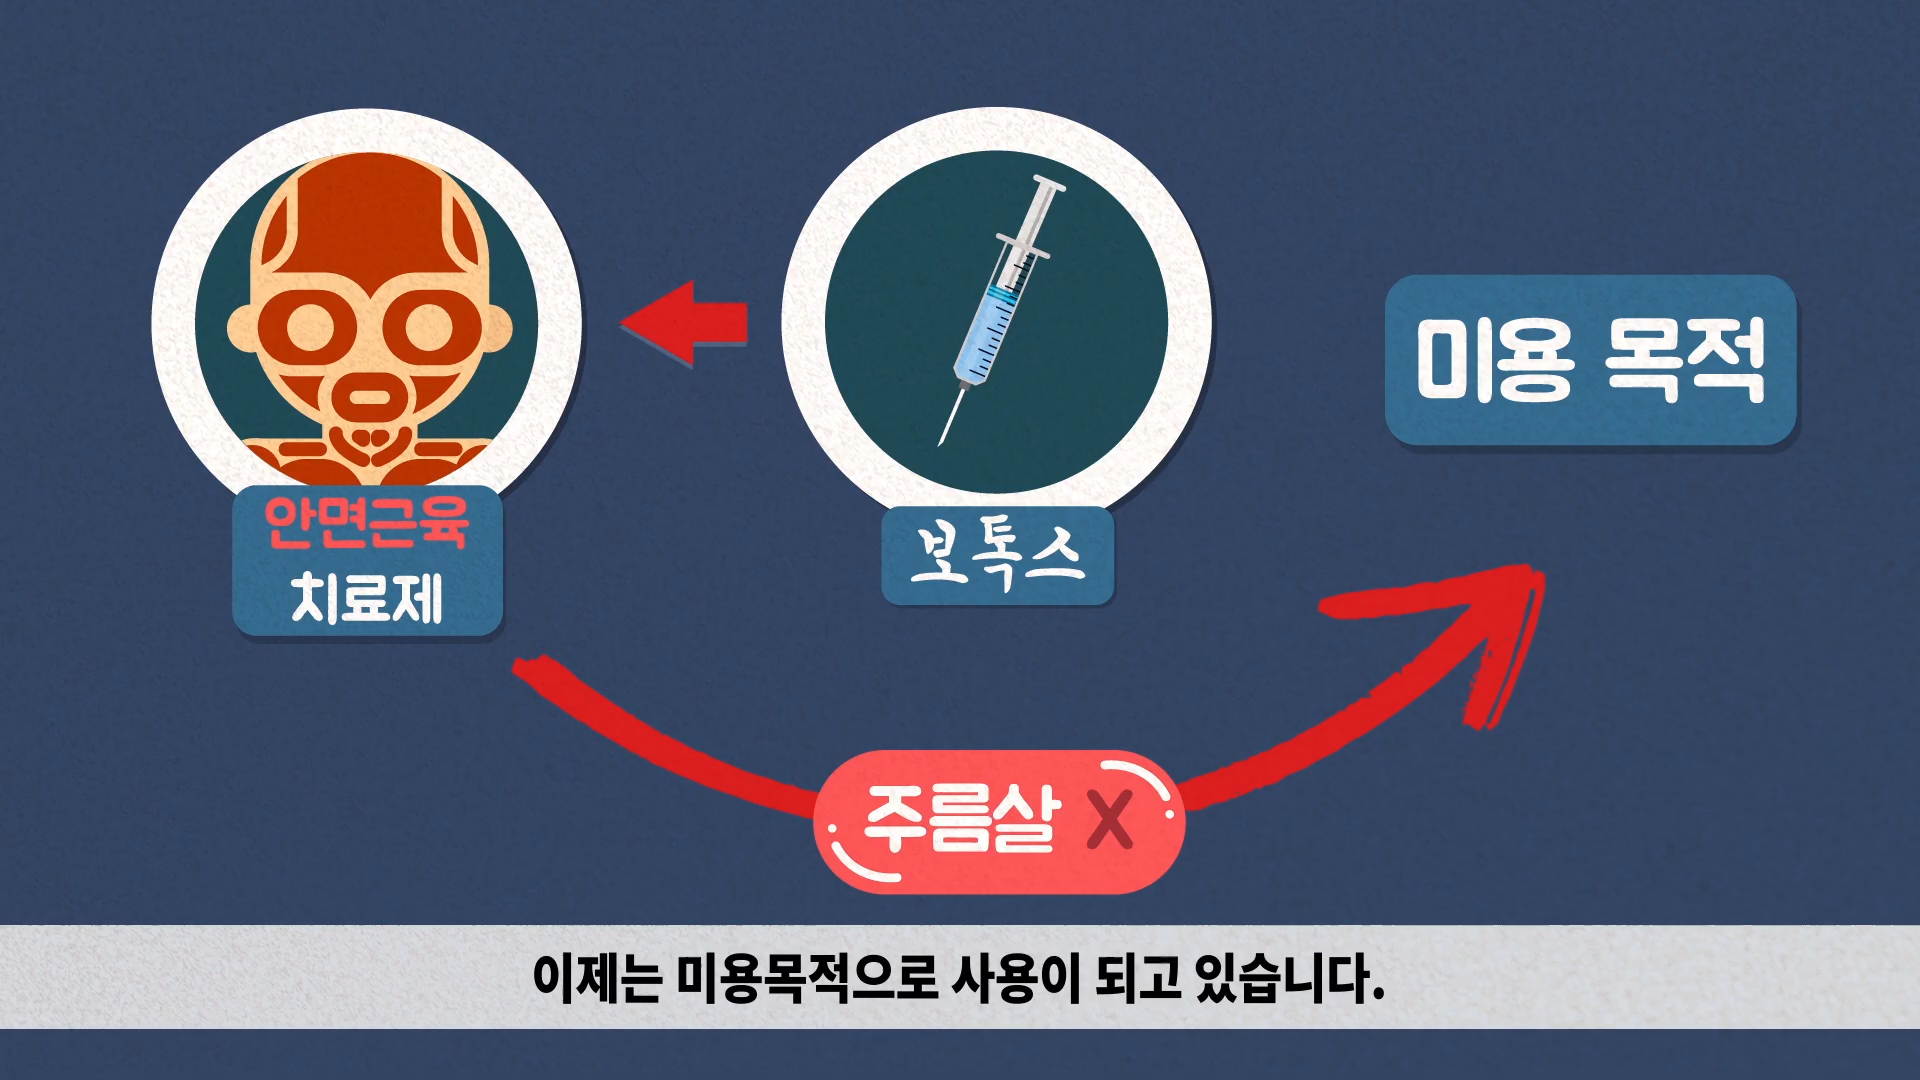 안면근육
치료제
보톡스
미용 목적
주름살 X
이제는 미용목적으로 사용이 되고 있습니다.